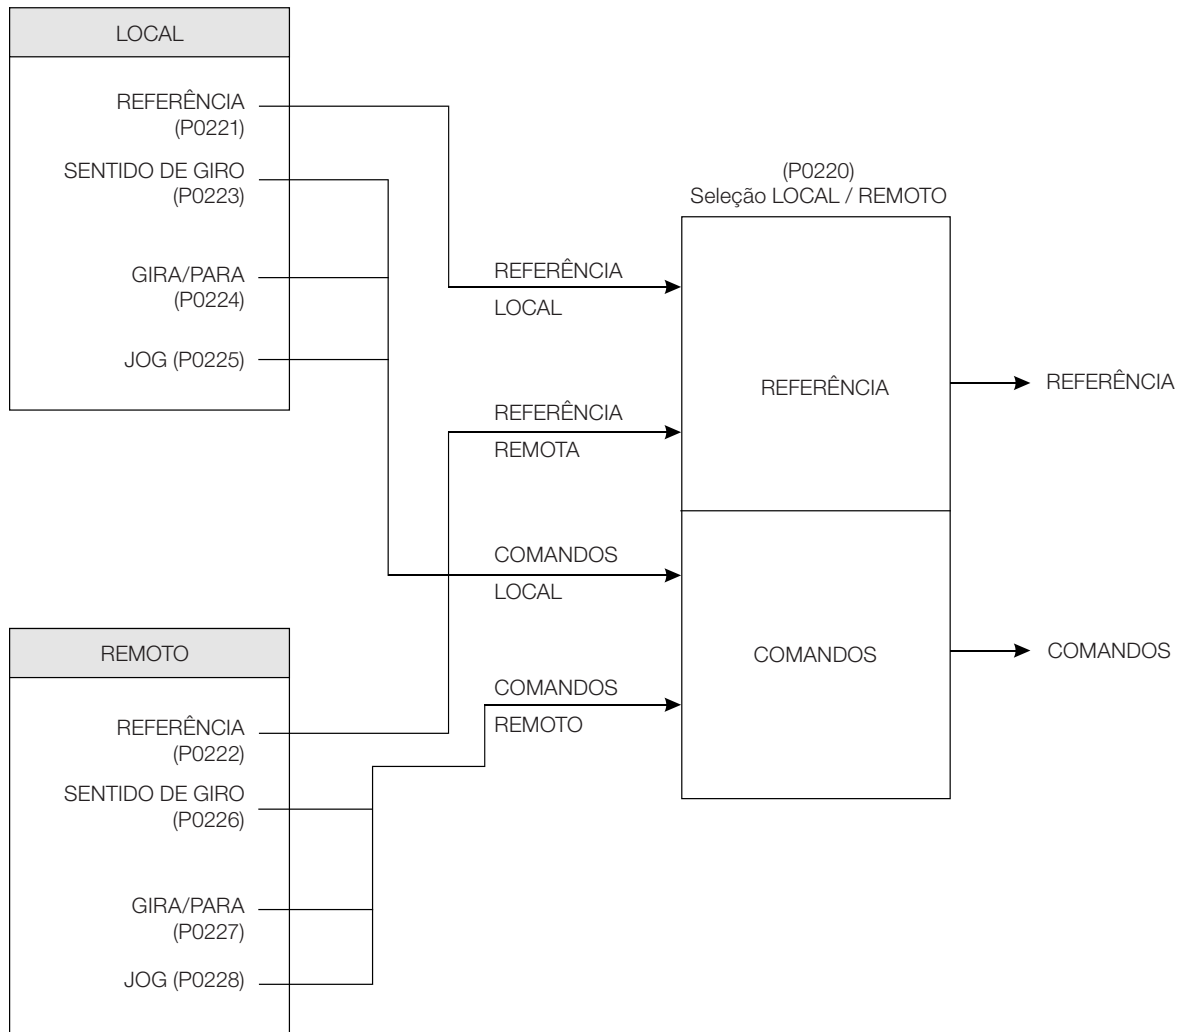 LOCAL
REFERÊNCIA
(P0221)
SENTIDO DE GIRO
(P0223)
GIRA/PARA
(P0224)
JOG (P0225)
(P0220)
Seleção LOCAL / REMOTO
REFERÊNCIA
LOCAL
REFERÊNCIA
REMOTA
REFERÊNCIA
REFERÊNCIA
COMANDOS
LOCAL
COMANDOS
REMOTO
COMANDOS
COMANDOS
REMOTO
REFERÊNCIA
(P0222)
SENTIDO DE GIRO
(P0226)
GIRA/PARA
(P0227)
JOG (P0228)